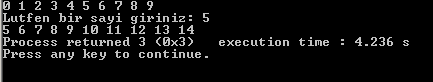 0 1 2 3 4 5 6 7 8 9
Lutfen bir sayi giriniz: 5
5 6 7 8 9 10 11 12 13 14
Process returned 3 (0x3)   execution time : 4.236 s
Press any key to continue.